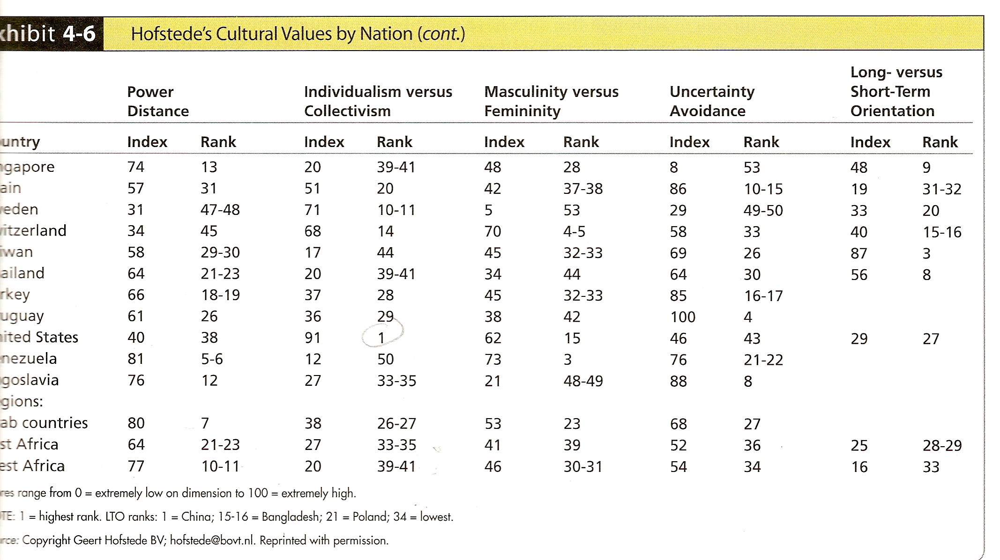 xhibit 4-6 Hofstede's Cultural Values by Nation (cont.)
Long- versus
Power Individualism versus Masculinity versus Uncertainty Short-Term
Distance Collectivism Femininity Avoidance Orientation
untry Index Rank Index Rank Index Rank Index Rank Index Rank
ngapore 74 13 20 39-41 48 28 8 53 48 9
ain 57 31 51 20 42 37-38 86 10-15 19 31-32
eden 31 47-48 71 10-11 5 53 29 49-50 33 20
itzerland 34 45 68 14 70 4-5 58 33 40 15-16
iwan 58 29-30 17 44 45 32-33 69 26 87 3
ailand 64 21-23 20 39-41 34 44 64 30 56 8
rkey 66 18-19 37 28 45 32-33 85 16-17
uguay 61 26 36 29 38 42 100 4
ited States 40 38 91 1 62 15 46 43 29 27
nezuela 81 5-6 12 50 73 3 76 21-22
goslavia 76 12 27 33-35 21 48-49 88 8
gions:
ab countries 80 7 38 26-27 53 23 68 27
st Africa 64 21-23 27 33-35 41 39 52 36 25 28-29
est Africa 77 10-11 20 39-41 46 30-31 54 34 16 33
res range from 0 = extremely low on dimension to 100 = extremely high.
TE: 1 = highest rank. LTO ranks: 1 = China; 15-16 = Bangladesh; 21 = Poland; 34 = lowest.
rce: Copyright Geert Hofstede BV; hofstede@bovt.nl. Reprinted with permission.